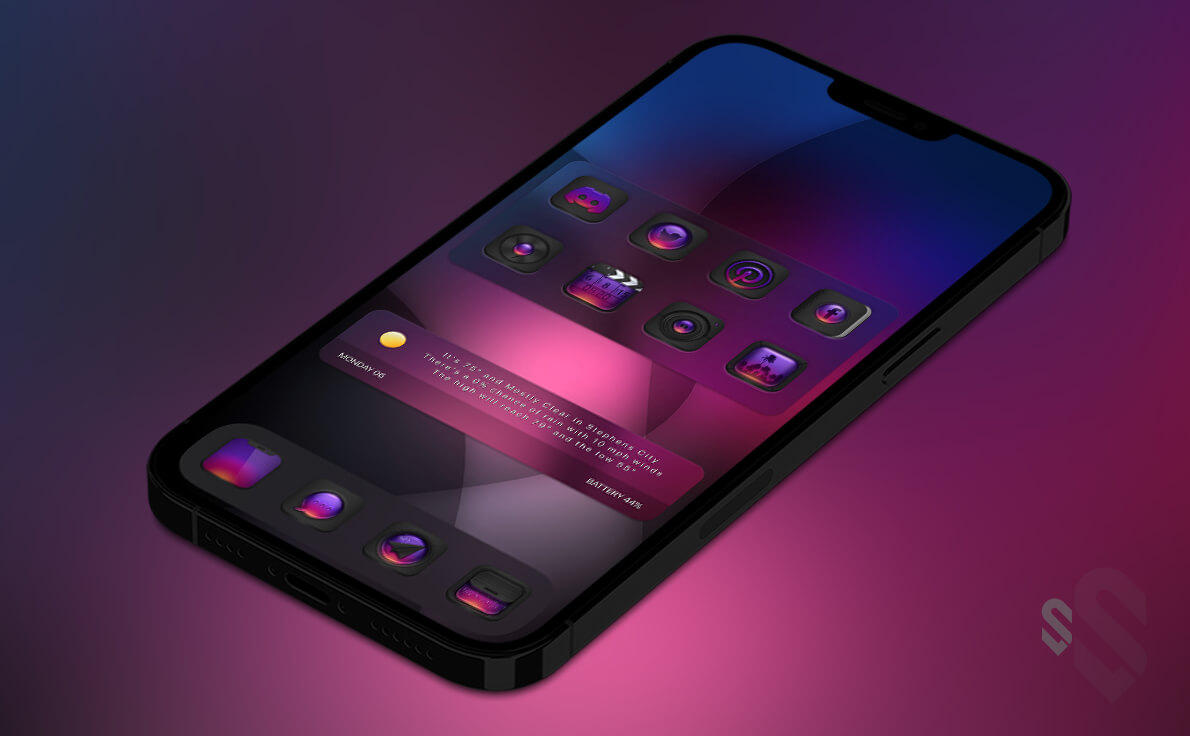 It's 75° and Mostly Clear in Stephens City
There's a 0% chance of rain with 10 mph winds
The high will reach 79° and the low 55°
MONDAY 06
BATTERY 44%